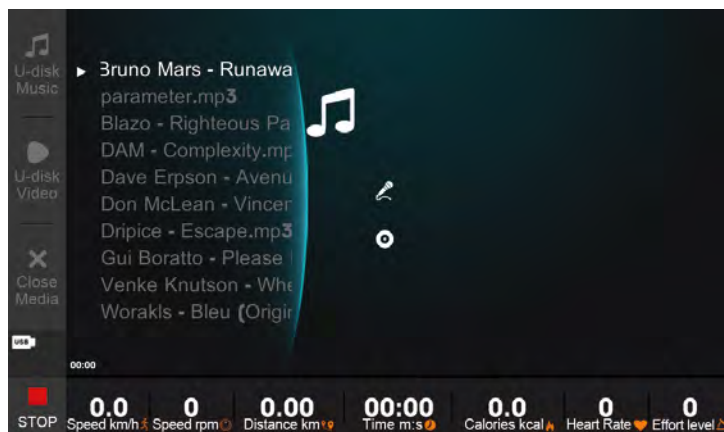 U-disk
Music
U-disk
Video
Close
Media
USB
STOP
Bruno Mars - Runawa
parameter.mp3
Blazo - Righteous Pa
DAM - Complexity.mp
Dave Erpson - Avenu
Don McLean - Vincen
Dripice - Escape.mp3
Gui Boratto - Please
Venke Knutson - Whe
Worakls - Bleu (Origin
00:00
0.0
Speed km/h
0
Speed rpm
0.00
Distance km
00:00
Time m:s
0.0
Calories kcal
0
Heart Rate
0
Effort level